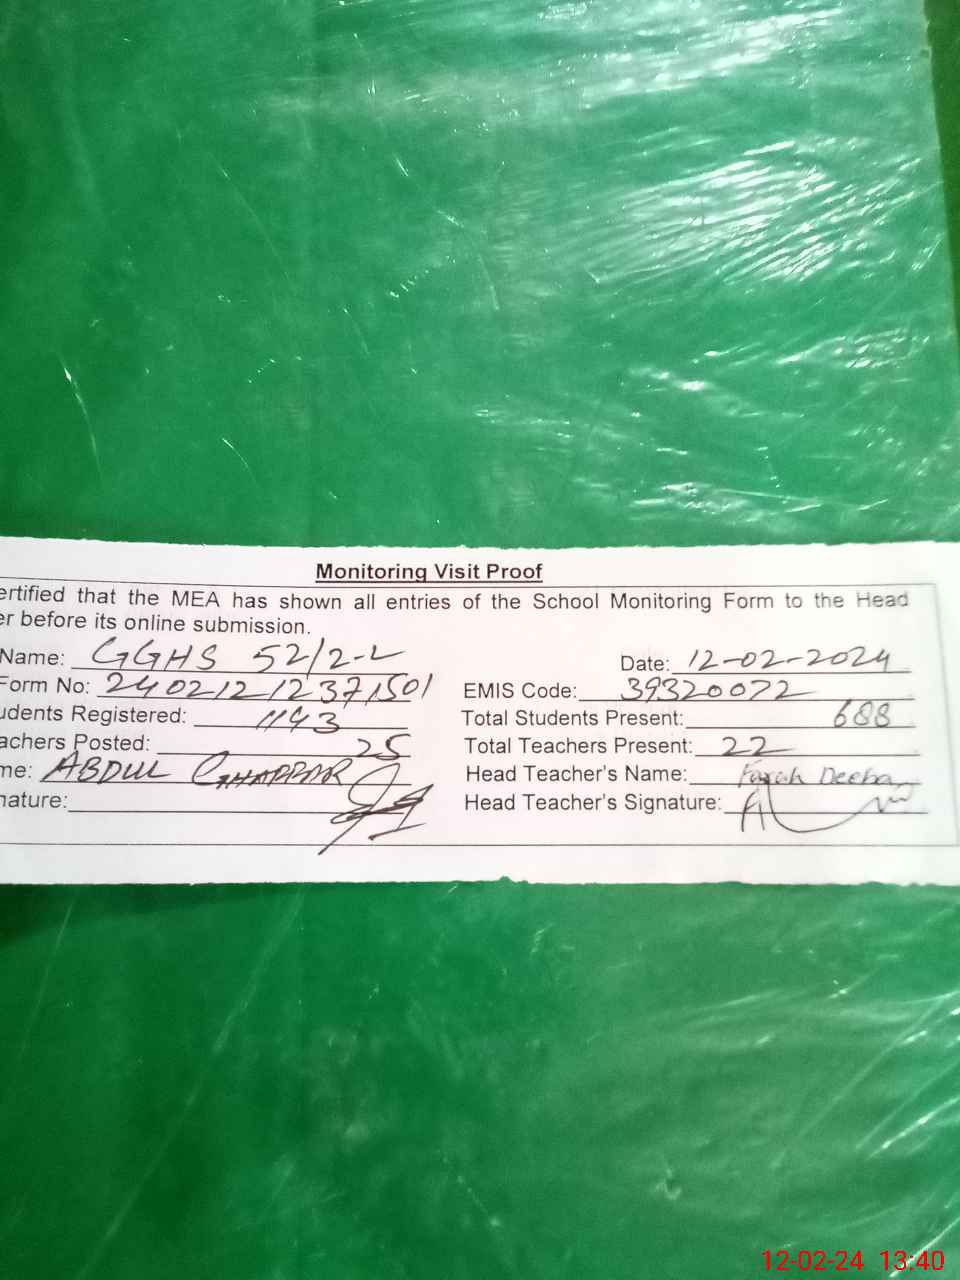 Monitoring Visit Proof
ertified that the MEA has shown all entries of the School Monitoring Form to the Head
er before its online submission.
Name: GGHS 52/2-L Date: 12-02-2024
Form No: 2402121212371501 EMIS Code: 39320072
udents Registered: 1143 Total Students Present: 688
achers Posted: 25 Total Teachers Present: 22
me: ABDUL GHAFFAR Head Teacher's Name: Farah Deeba
nature: Head Teacher's Signature:
12-02-24 13:40